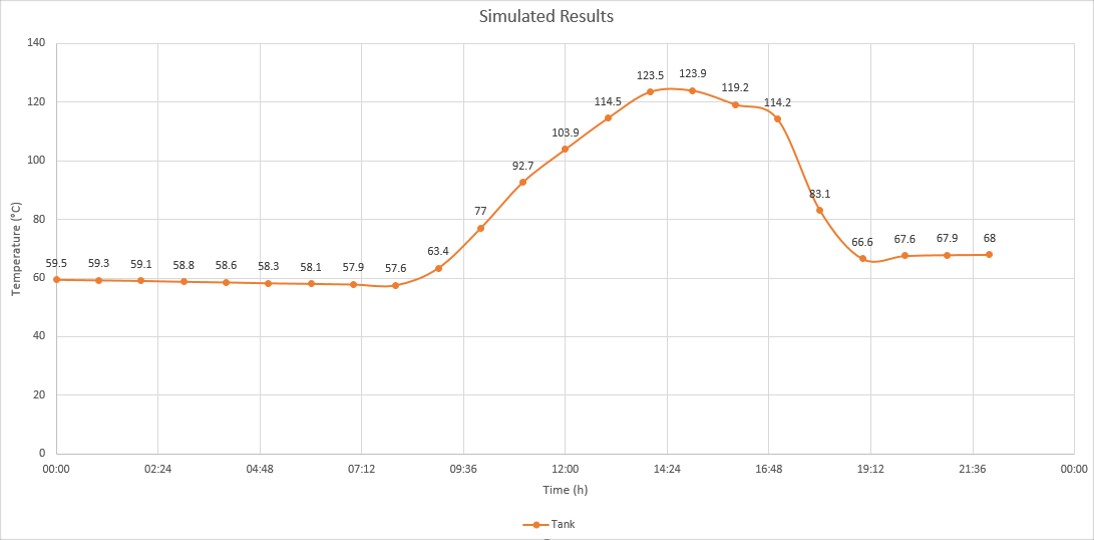 Simulated Results
140
120
100
80
60
40
20
0
Temperature (°C)
59.5 59.3 59.1 58.8 58.6 58.3 58.1 57.9 57.6 63.4 77 92.7 103.9 114.5 123.5 123.9 119.2 114.2 83.1 66.6 67.6 67.9 68
00:00 02:24 04:48 07:12 09:36 12:00 14:24 16:48 19:12 21:36 00:00
Time (h)
Tank